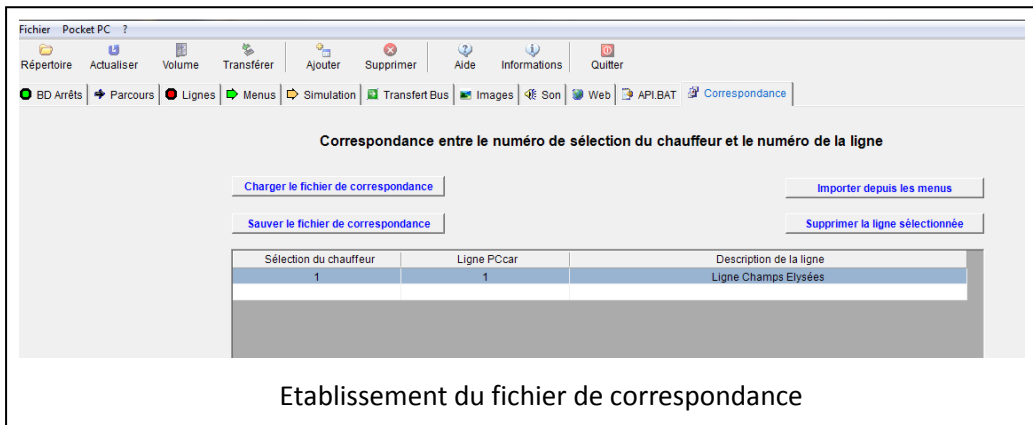 Fichier Pocket PC ?
Répertoire Actualiser Volume Transférer Ajouter Supprimer Aide Informations Quitter
BD Arrêts Parcours Lignes Menus Simulation Transfert Bus Images Son Web API.BAT Correspondance
Correspondance entre le numéro de sélection du chauffeur et le numéro de la ligne
Charger le fichier de correspondance Importer depuis les menus
Sauver le fichier de correspondance Supprimer la ligne sélectionnée
Sélection du chauffeur Ligne PCcar Description de la ligne
1 1 Ligne Champs Elysées
Etablissement du fichier de correspondance